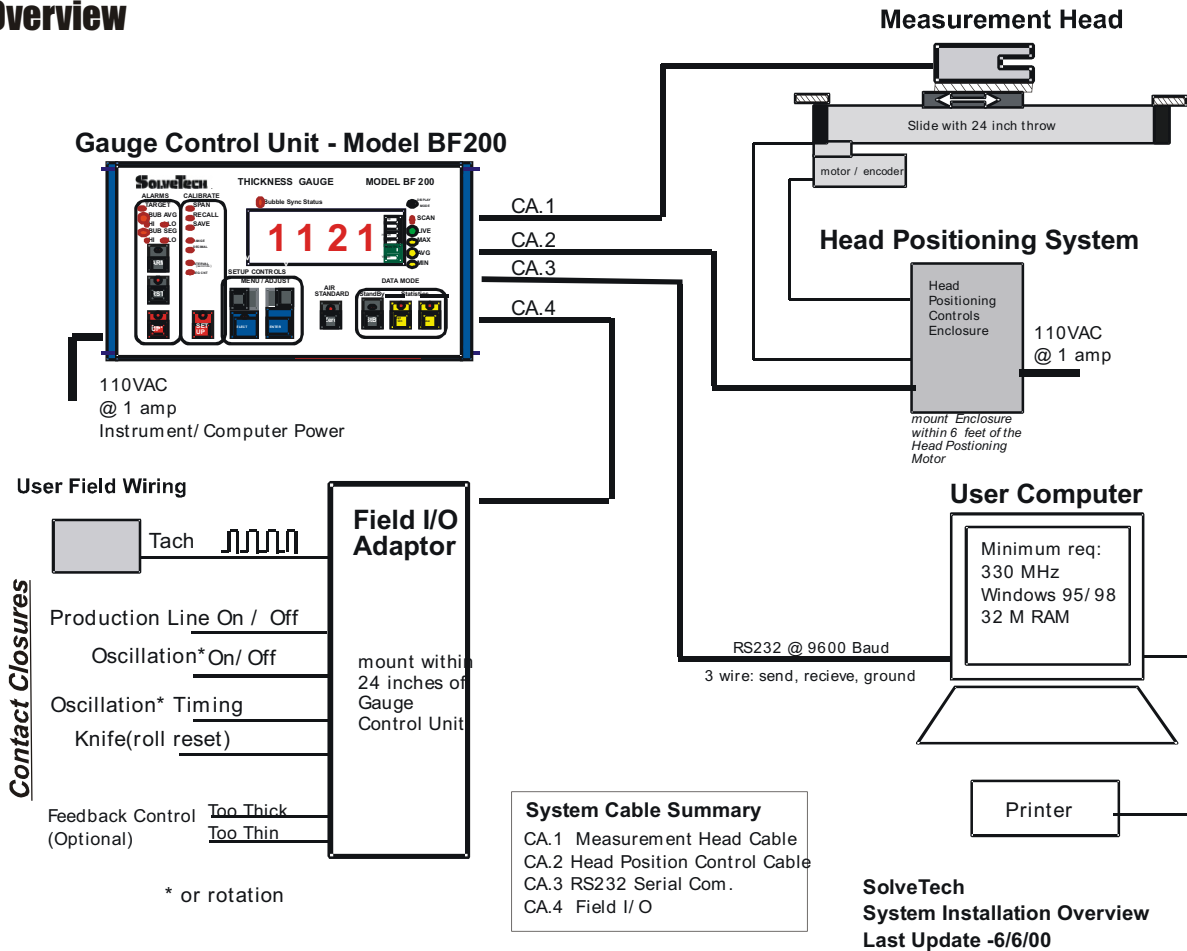 Overview
Measurement Head
Slide with 24 inch throw
motor / encoder
Gauge Control Unit - Model BF200
SOLVETECH
THICKNESS GAUGE
MODEL BF 200
ALARMS
CALIBRATE
TARGET
BUB AVG
HI LO
BUB SEG
HI LO
SPAN
RECALL
SAVE
Bubble Sync Status
1121
DISPLAY
MODE
SCAN
LIVE
MAX
AVG
MIN
SETUP CONTROLS
MENU / ADJUST
AIR
STANDARD
DATA MODE
StandBy
Statistics
SET
UP
ENTER
CA.1
CA.2
CA.3
CA.4
110VAC
@ 1 amp
Instrument/ Computer Power
Head Positioning System
Head
Positioning
Controls
Enclosure
110VAC
@ 1 amp
mount Enclosure
within 6 feet of the
Head Postioning
Motor
User Field Wiring
Tach
Contact Closures
Production Line On / Off
Oscillation* On/ Off
Oscillation* Timing
Knife(roll reset)
Feedback Control
(Optional)
Too Thick
Too Thin
* or rotation
Field I/O
Adaptor
mount within
24 inches of
Gauge
Control Unit
User Computer
Minimum req:
330 MHz
Windows 95/ 98
32 M RAM
RS232 @ 9600 Baud
3 wire: send, recieve, ground
Printer
System Cable Summary
CA.1 Measurement Head Cable
CA.2 Head Position Control Cable
CA.3 RS232 Serial Com.
CA.4 Field I/ O
SolveTech
System Installation Overview
Last Update -6/6/00